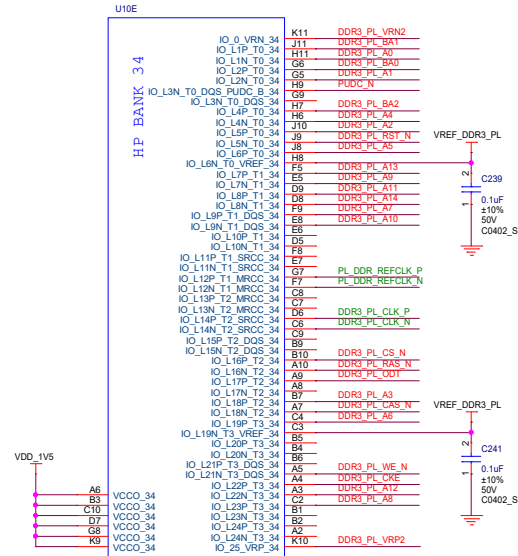 U10E
HP BANK 34
IO_0_VRN_34 K11 DDR3_PL_VRN2
IO_L1P_T0_34 J11 DDR3_PL_BA1
IO_L1N_T0_34 H11 DDR3_PL_A0
IO_L2P_T0_34 G6 DDR3_PL_BA0
IO_L2N_T0_34 G5 DDR3_PL_A1
IO_L3N_T0_DQS_PUDC_B_34 H9 PUDC_N
IO_L3N_T0_DQS_34 G9
IO_L4P_T0_34 H7 DDR3_PL_BA2
IO_L4N_T0_34 H6 DDR3_PL_A4
IO_L5P_T0_34 J10 DDR3_PL_A2
IO_L5N_T0_34 J9 DDR3_PL_RST_N
IO_L6P_T0_34 J8 DDR3_PL_A5
IO_L6N_T0_VREF_34 H8
IO_L7P_T1_34 F5 DDR3_PL_A13
IO_L7N_T1_34 E5 DDR3_PL_A9
IO_L8P_T1_34 D9 DDR3_PL_A11
IO_L8N_T1_34 D8 DDR3_PL_A14
IO_L9P_T1_DQS_34 F9 DDR3_PL_A7
IO_L9N_T1_DQS_34 E8 DDR3_PL_A10
IO_L10P_T1_34 E6
IO_L10N_T1_34 D5
IO_L11P_T1_SRCC_34 F8
IO_L11N_T1_SRCC_34 E7
IO_L12P_T1_MRCC_34 G7 PL_DDR_REFCLK_P
IO_L12N_T1_MRCC_34 F7 PL_DDR_REFCLK_N
IO_L13P_T2_MRCC_34 C8
IO_L13N_T2_MRCC_34 C7
IO_L14P_T2_SRCC_34 D6 DDR3_PL_CLK_P
IO_L14N_T2_SRCC_34 C6 DDR3_PL_CLK_N
IO_L15P_T2_DQS_34 C9
IO_L15N_T2_DQS_34 B9
IO_L16P_T2_34 B10 DDR3_PL_CS_N
IO_L16N_T2_34 A10 DDR3_PL_RAS_N
IO_L17P_T2_34 A9 DDR3_PL_ODT
IO_L17N_T2_34 A8
IO_L18P_T2_34 B7 DDR3_PL_A3
IO_L18N_T2_34 A7 DDR3_PL_CAS_N
IO_L19P_T3_34 C4 DDR3_PL_A6
IO_L19N_T3_VREF_34 C3
IO_L20P_T3_34 B5
IO_L20N_T3_34 B4
IO_L21P_T3_DQS_34 B6
IO_L21N_T3_DQS_34 A5 DDR3_PL_WE_N
IO_L22P_T3_34 A4 DDR3_PL_CKE
IO_L22N_T3_34 A3 DDR3_PL_A12
IO_L23P_T3_34 C2 DDR3_PL_A8
IO_L23N_T3_34 B1
IO_L24P_T3_34 B2
IO_L24N_T3_34 A2
IO_25_VRP_34 K10 DDR3_PL_VRP2
VREF_DDR3_PL
2
1
C239
0.1uF
±10%
50V
C0402_S
VREF_DDR3_PL
2
1
C241
0.1uF
±10%
50V
C0402_S
VDD_1V5
A6 VCCO_34
B3 VCCO_34
C10 VCCO_34
D7 VCCO_34
G8 VCCO_34
K9 VCCO_34